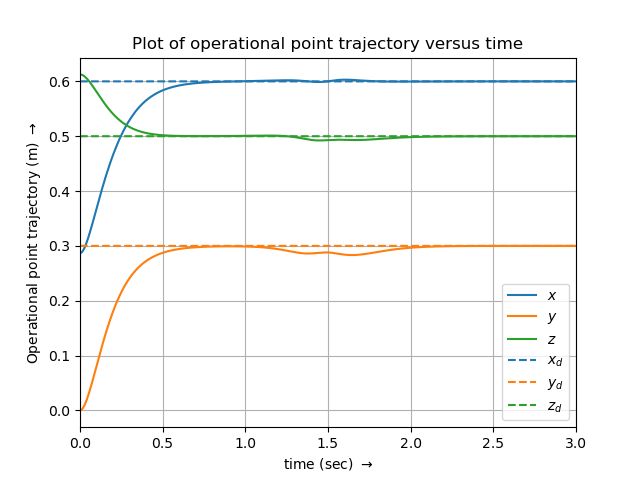 Plot of operational point trajectory versus time
Operational point trajectory (m) →
0.6
0.5
0.4
0.3
0.2
0.1
0.0
x
y
z
x_d
y_d
z_d
0.0 0.5 1.0 1.5 2.0 2.5 3.0
time (sec) →